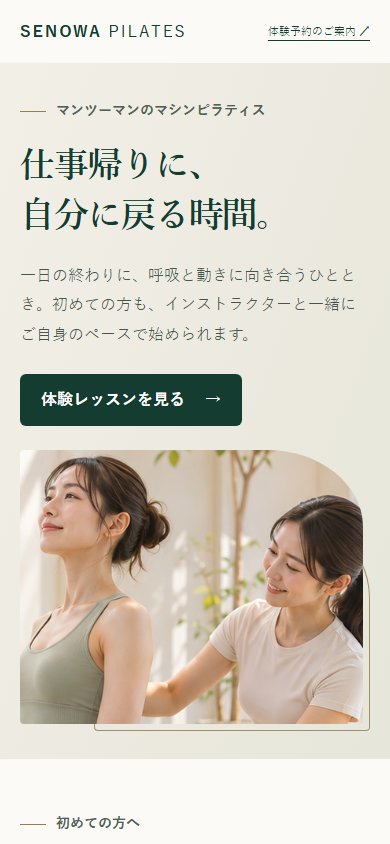 SENOWA PILATES
体験予約のご案内 ↗
マンツーマンのマシンピラティス
仕事帰りに、
自分に戻る時間。
一日の終わりに、呼吸と動きに向き合うひとと
き。初めての方も、インストラクターと一緒に
ご自身のペースで始められます。
体験レッスンを見る →
初めての方へ